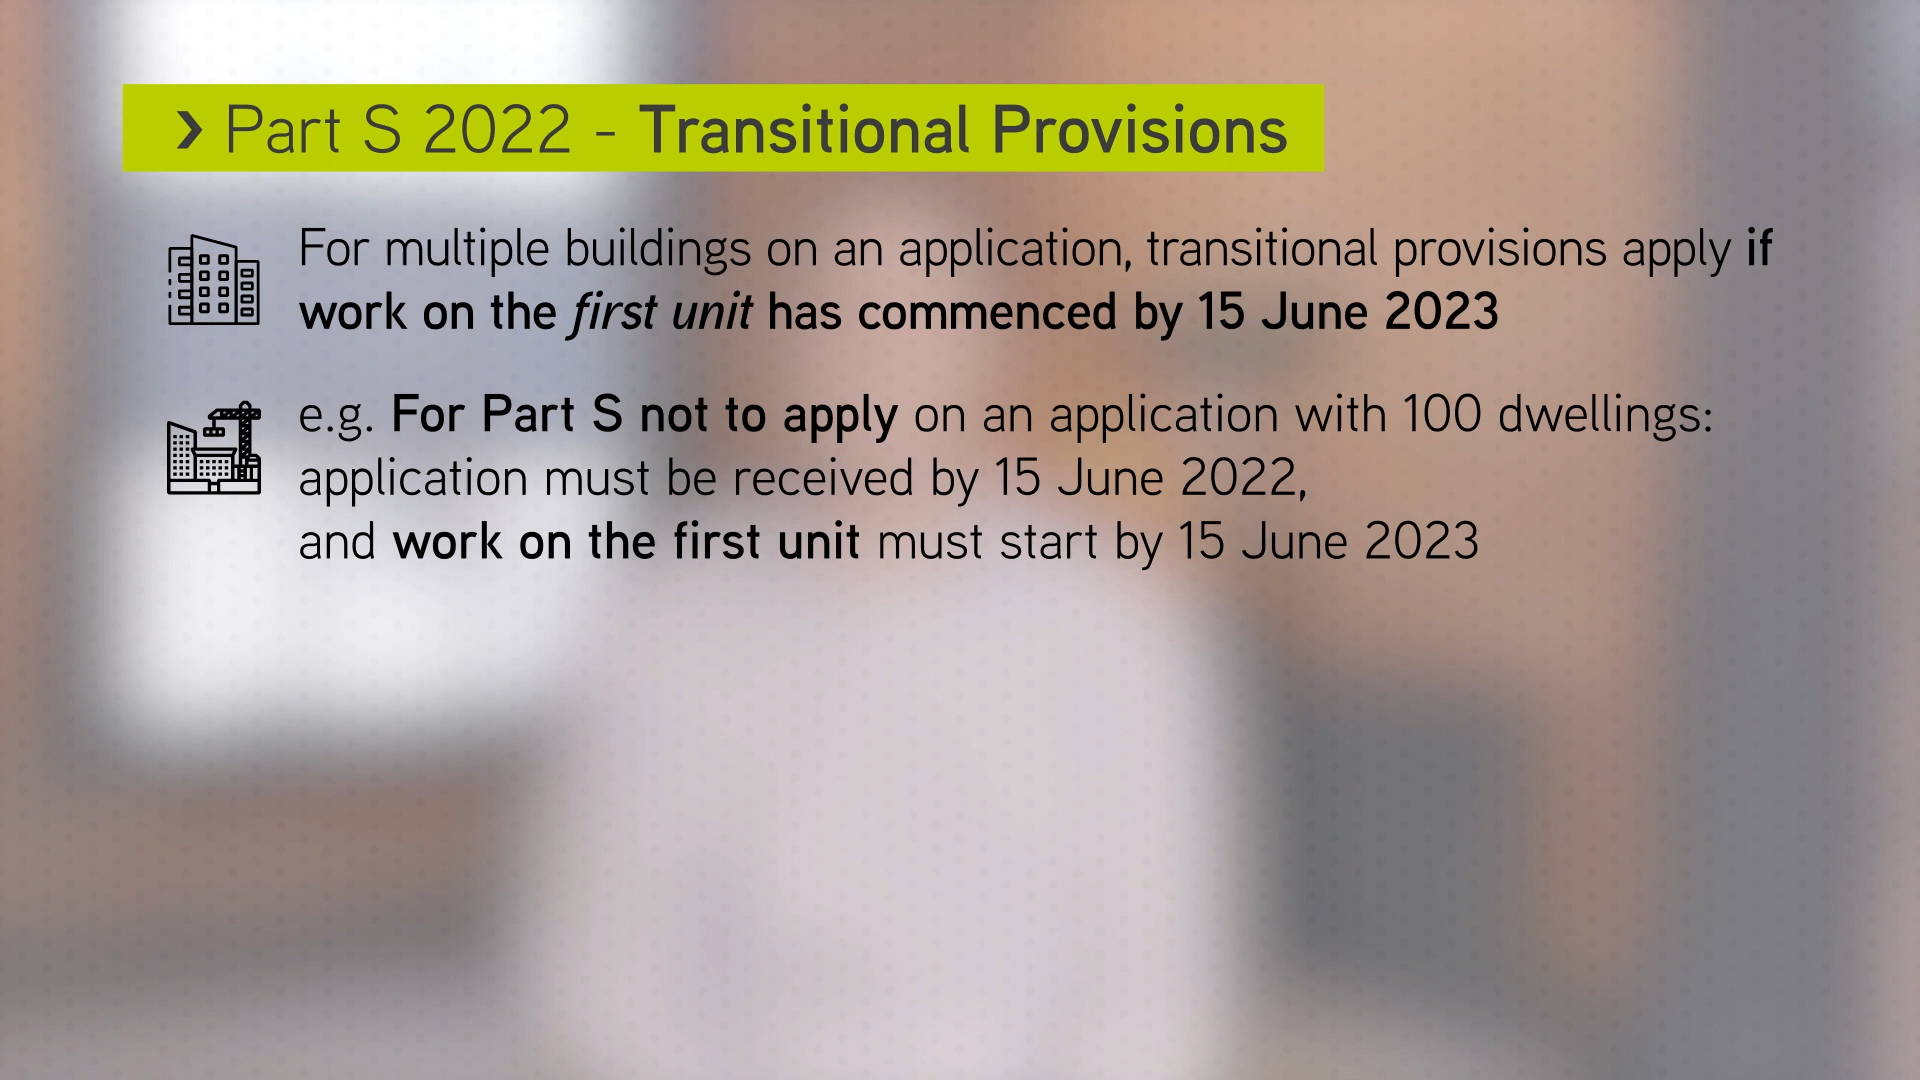 Part S 2022 - Transitional Provisions
For multiple buildings on an application, transitional provisions apply if
work on the first unit has commenced by 15 June 2023
e.g. For Part S not to apply on an application with 100 dwellings:
application must be received by 15 June 2022,
and work on the first unit must start by 15 June 2023